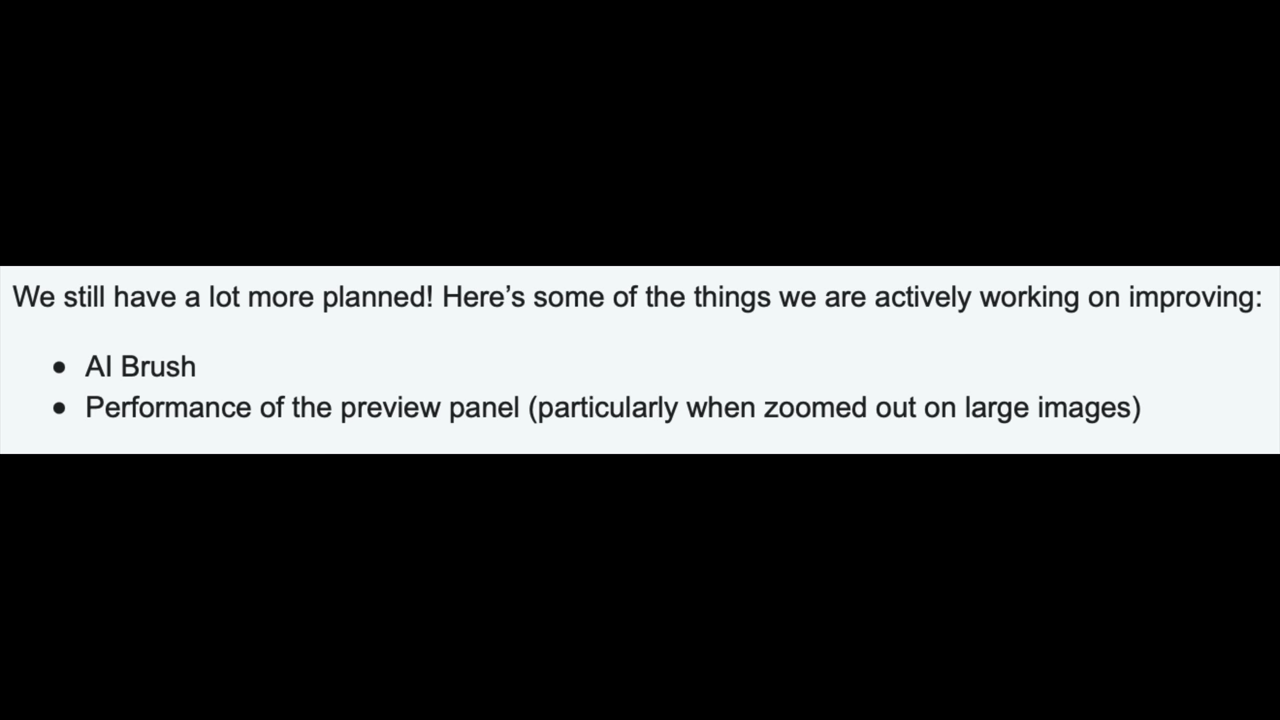 We still have a lot more planned! Here’s some of the things we are actively working on improving:
● AI Brush
● Performance of the preview panel (particularly when zoomed out on large images)